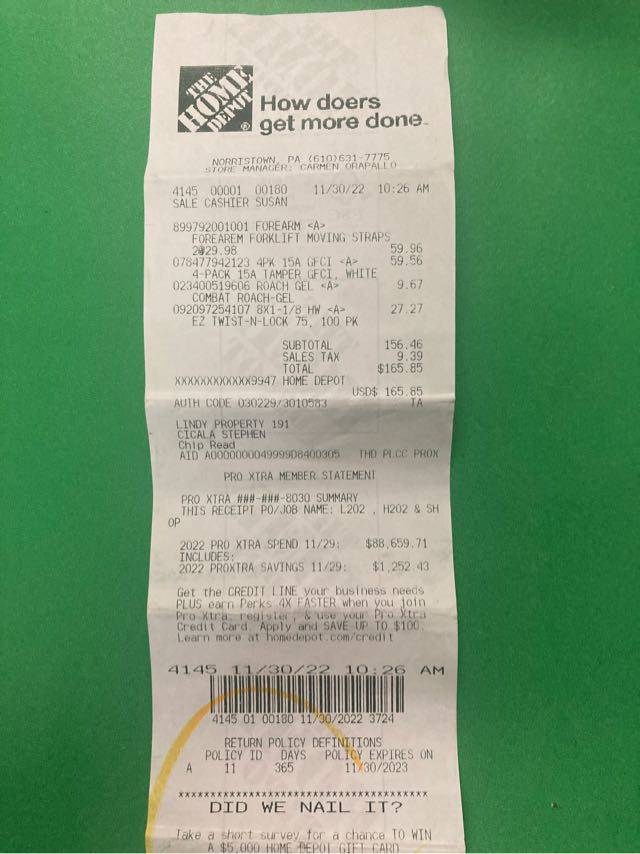 THE
HOME
DEPOT
®
How doers
get more done.
NORRISTOWN, PA (610)631-7775
STORE MANAGER: CARMEN ORAPALLO
4145 00001 00180 11/30/22 10:26 AM
SALE CASHIER SUSAN
899792001001 FOREARM <A>
FOREAREM FORKLIFT MOVING STRAPS
2@29.98 59.96
078477942123 4PK 15A GFCI <A> 59.56
4-PACK 15A TAMPER GFCI, WHITE
023400519606 ROACH GEL <A> 9.67
COMBAT ROACH-GEL
092097254107 8X1-1/8 HW <A> 27.27
EZ TWIST-N-LOCK 75, 100 PK
SUBTOTAL 156.46
SALES TAX 9.39
TOTAL $165.85
XXXXXXXXXXXX9947 HOME DEPOT
USD$ 165.85
AUTH CODE 030229/3010583 TA
LINDY PROPERTY 191
CICALA STEPHEN
Chip Read
AID A0000000049999D8400305 THD PLCC PROX
PRO XTRA MEMBER STATEMENT
PRO XTRA ###-###-8030 SUMMARY
THIS RECEIPT PO/JOB NAME: L202 , H202 & SH
OP
2022 PRO XTRA SPEND 11/29: $88,659.71
INCLUDES:
2022 PROXTRA SAVINGS 11/29: $1,252.43
Get the CREDIT LINE your business needs
PLUS earn Perks 4X FASTER when you join
Pro Xtra, register, & use your Pro Xtra
Credit Card. Apply and SAVE UP TO $100.
Learn more at homedepot.com/credit
4145 11/30/22 10:26 AM
4145 01 00180 11/30/2022 3724
RETURN POLICY DEFINITIONS
POLICY ID DAYS POLICY EXPIRES ON
A 11 365 11/30/2023
****************************************
DID WE NAIL IT?
Take a short survey for a chance TO WIN
A $5,000 HOME DEPOT GIFT CARD